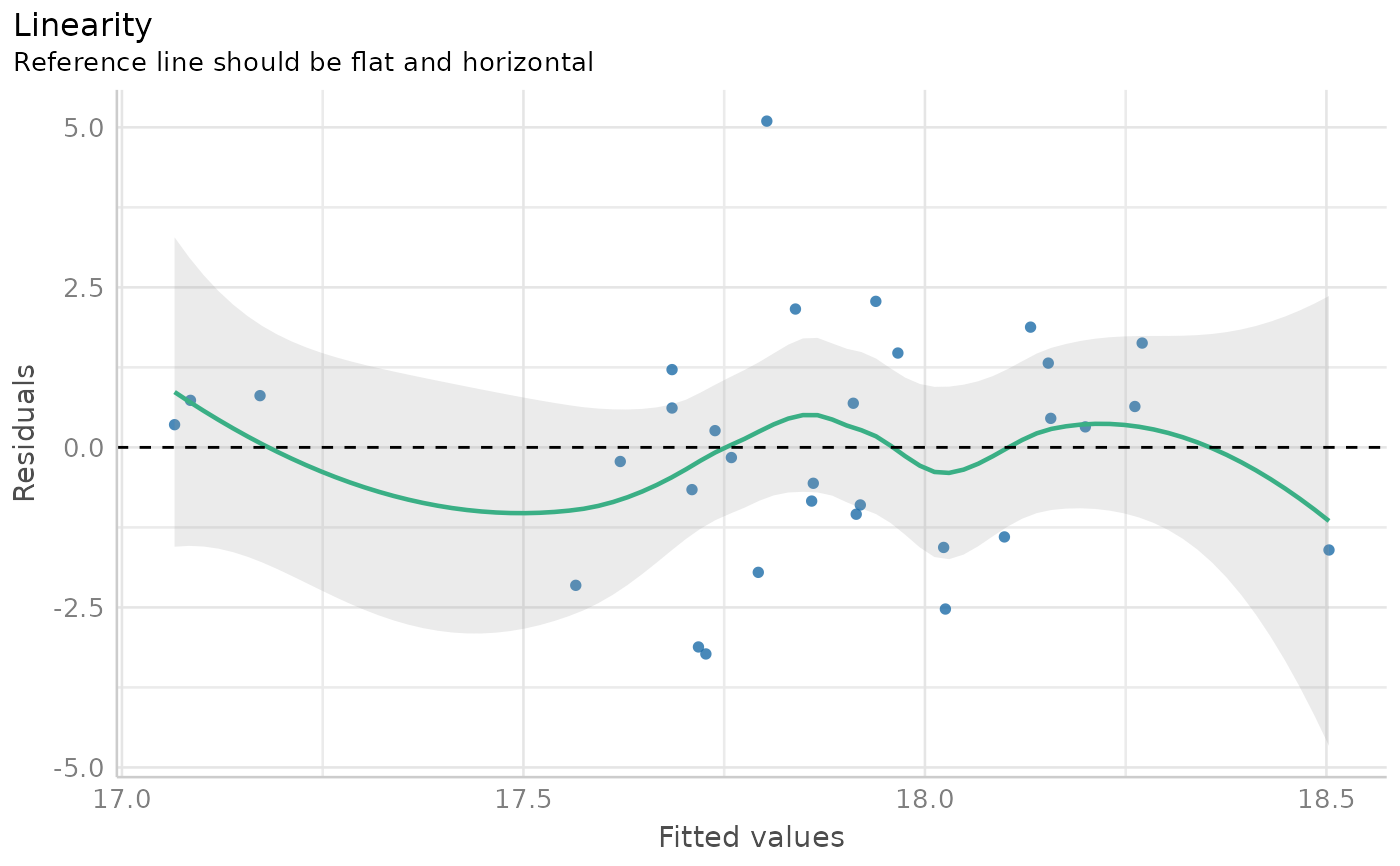 Linearity
Reference line should be flat and horizontal
5.0
2.5
0.0
-2.5
-5.0
Residuals
17.0 17.5 18.0 18.5
Fitted values